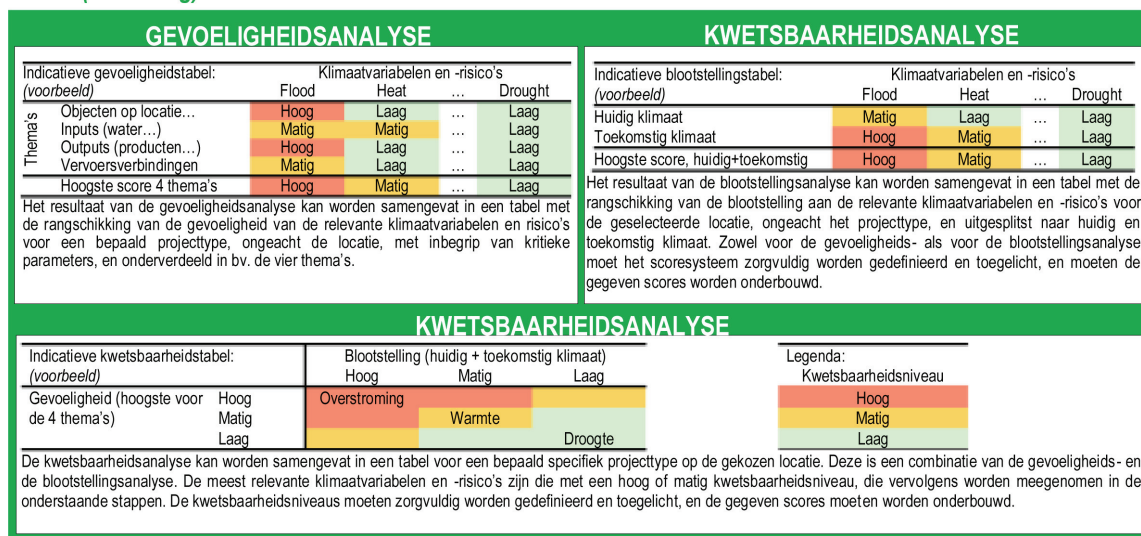 GEVOELIGHEIDSANALYSE
Indicatieve gevoeligheidstabel: Klimaatvariabelen en -risico's
(voorbeeld) Flood Heat … Drought
Thema's
Objecten op locatie… Hoog Laag … Laag
Inputs (water…) Matig Matig … Laag
Outputs (producten…) Hoog Laag … Laag
Vervoersverbindingen Matig Laag … Laag
Hoogste score 4 thema's Hoog Matig … Laag
Het resultaat van de gevoeligheidsanalyse kan worden samengevat in een tabel met
de rangschikking van de gevoeligheid van de relevante klimaatvariabelen en risico's
voor een bepaald projecttype, ongeacht de locatie, met inbegrip van kritieke
parameters, en onderverdeeld in bv. de vier thema's.
KWETSBAARHEIDSANALYSE
Indicatieve blootstellingstabel: Klimaatvariabelen en -risico's
(voorbeeld) Flood Heat … Drought
Huidig klimaat Matig Laag … Laag
Toekomstig klimaat Hoog Matig … Laag
Hoogste score, huidig+toekomstig Hoog Matig … Laag
Het resultaat van de blootstellingsanalyse kan worden samengevat in een tabel met de
rangschikking van de blootstelling aan de relevante klimaatvariabelen en -risico's voor
de geselecteerde locatie, ongeacht het projecttype, en uitgesplitst naar huidig en
toekomstig klimaat. Zowel voor de gevoeligheids- als voor de blootstellingsanalyse
moet het scoresysteem zorgvuldig worden gedefinieerd en toegelicht, en moeten de
gegeven scores worden onderbouwd.
KWETSBAARHEIDSANALYSE
Indicatieve kwetsbaarheidstabel: Blootstelling (huidig + toekomstig klimaat)
(voorbeeld) Hoog Matig Laag
Gevoeligheid (hoogste voor Hoog Overstroming
de 4 thema's) Matig Warmte
Laag Droogte
Legenda:
Kwetsbaarheidsniveau
Hoog
Matig
Laag
De kwetsbaarheidsanalyse kan worden samengevat in een tabel voor een bepaald specifiek projecttype op de gekozen locatie. Deze is een combinatie van de gevoeligheids- en
de blootstellingsanalyse. De meest relevante klimaatvariabelen en -risico's zijn die met een hoog of matig kwetsbaarheidsniveau, die vervolgens worden meegenomen in de
onderstaande stappen. De kwetsbaarheidsniveaus moeten zorgvuldig worden gedefinieerd en toegelicht, en de gegeven scores moeten worden onderbouwd.